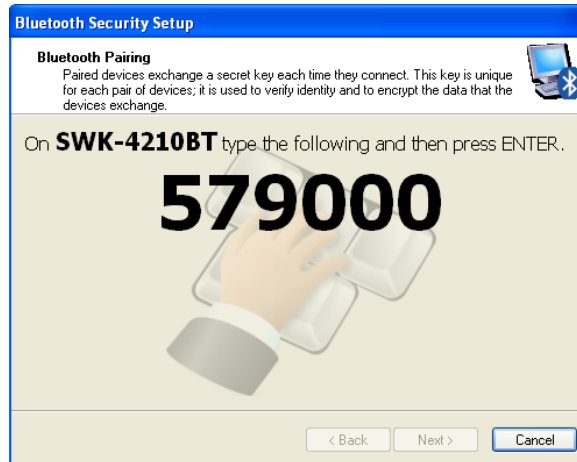 Bluetooth Security Setup
Bluetooth Pairing
Paired devices exchange a secret key each time they connect. This key is unique
for each pair of devices; it is used to verify identity and to encrypt the data that the
devices exchange.
On SWK-4210BT type the following and then press ENTER.
579000
< Back Next > Cancel